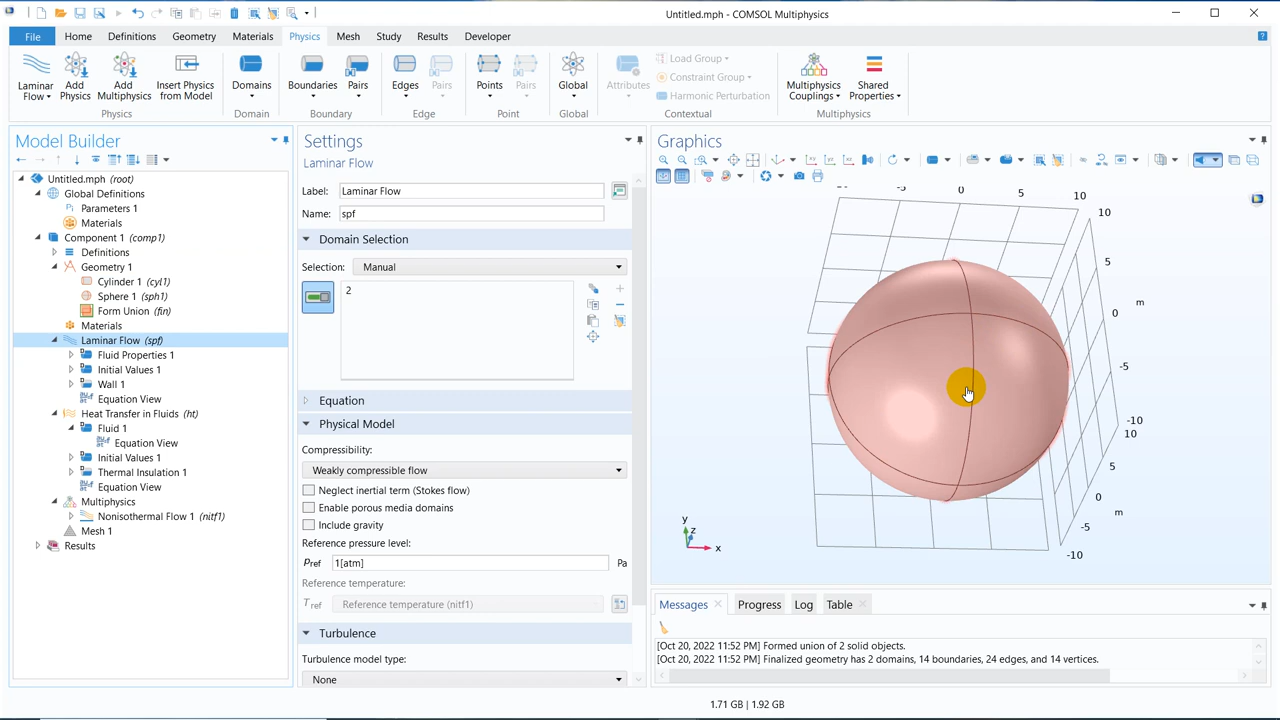 Untitled.mph - COMSOL Multiphysics
File Home Definitions Geometry Materials Physics Mesh Study Results Developer
Laminar Flow
Add Physics
Add Multiphysics
Insert Physics from Model
Domains
Boundaries
Pairs
Edges
Pairs
Points
Pairs
Global
Attributes
Load Group
Constraint Group
Harmonic Perturbation
Multiphysics Couplings
Shared Properties
Physics Domain Boundary Edge Point Global Contextual Multiphysics
Model Builder
Untitled.mph (root)
Global Definitions
Pi Parameters 1
Materials
Component 1 (comp1)
Definitions
Geometry 1
Cylinder 1 (cyl1)
Sphere 1 (sph1)
Form Union (fin)
Materials
Laminar Flow (spf)
Fluid Properties 1
Initial Values 1
Wall 1
Equation View
Heat Transfer in Fluids (ht)
Fluid 1
Equation View
Initial Values 1
Thermal Insulation 1
Equation View
Multiphysics
Nonisothermal Flow 1 (nitf1)
Mesh 1
Results
Settings
Laminar Flow
Label: Laminar Flow
Name: spf
Domain Selection
Selection: Manual
2
Equation
Physical Model
Compressibility:
Weakly compressible flow
Neglect inertial term (Stokes flow)
Enable porous media domains
Include gravity
Reference pressure level:
pref 1[atm] Pa
Reference temperature:
Tref Reference temperature (nitf1)
Turbulence
Turbulence model type:
None
Graphics
-5 0 5 10
10
5
m
0
-5
-10
10
5
0
m
-5
-10
y
z
x
Messages Progress Log Table
[Oct 20, 2022 11:52 PM] Formed union of 2 solid objects.
[Oct 20, 2022 11:52 PM] Finalized geometry has 2 domains, 14 boundaries, 24 edges, and 14 vertices.
1.71 GB | 1.92 GB